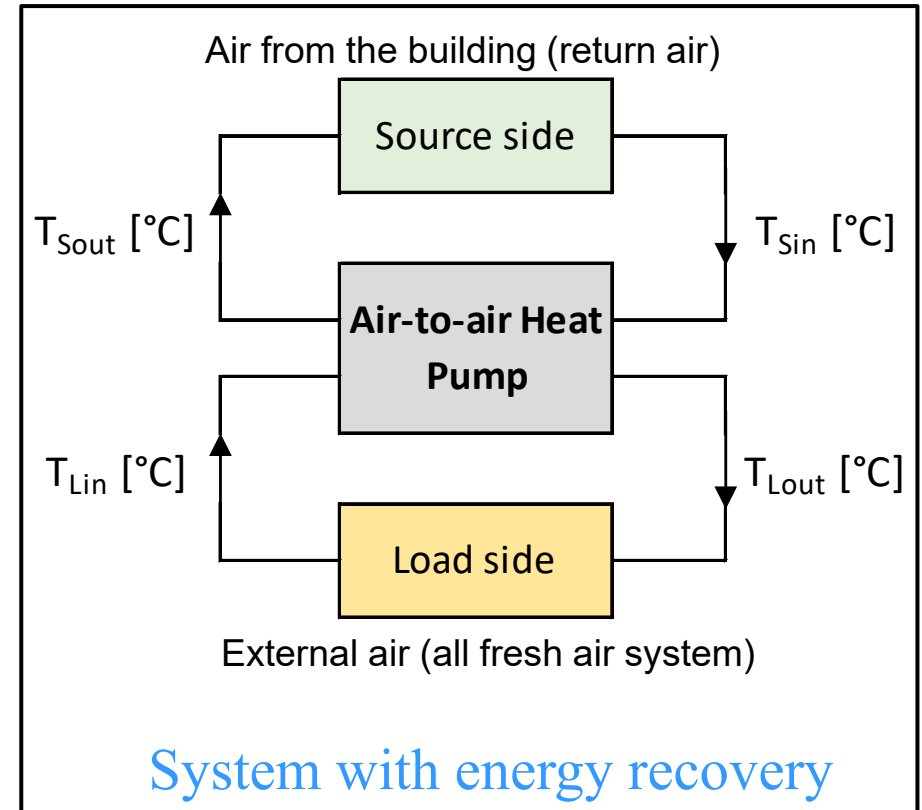 Air from the building (return air)
Source side
T_Sout [°C]
T_Sin [°C]
Air-to-air Heat
Pump
T_Lin [°C]
T_Lout [°C]
Load side
External air (all fresh air system)
System with energy recovery